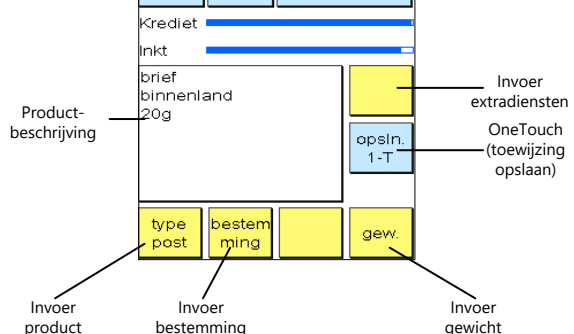 Krediet
Inkt
brief
binnenland
20g
Product-
beschrijving
Invoer
extradiensten
opsln.
1-T
OneTouch
(toewijzing
opslaan)
type
post
bestem
ming
gew.
Invoer
product
Invoer
bestemming
Invoer
gewicht